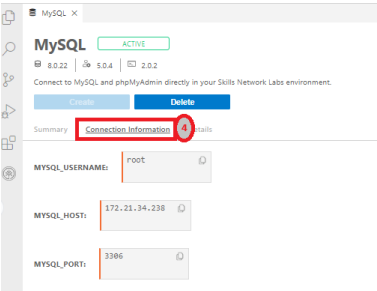 MySQL ×
MySQL ACTIVE
8.0.22 5.0.4 2.0.2
Connect to MySQL and phpMyAdmin directly in your Skills Network Labs environment.
Create Delete
Summary Connection Information 4
MYSQL_USERNAME: root
MYSQL_HOST: 172.21.34.238
MYSQL_PORT: 3306